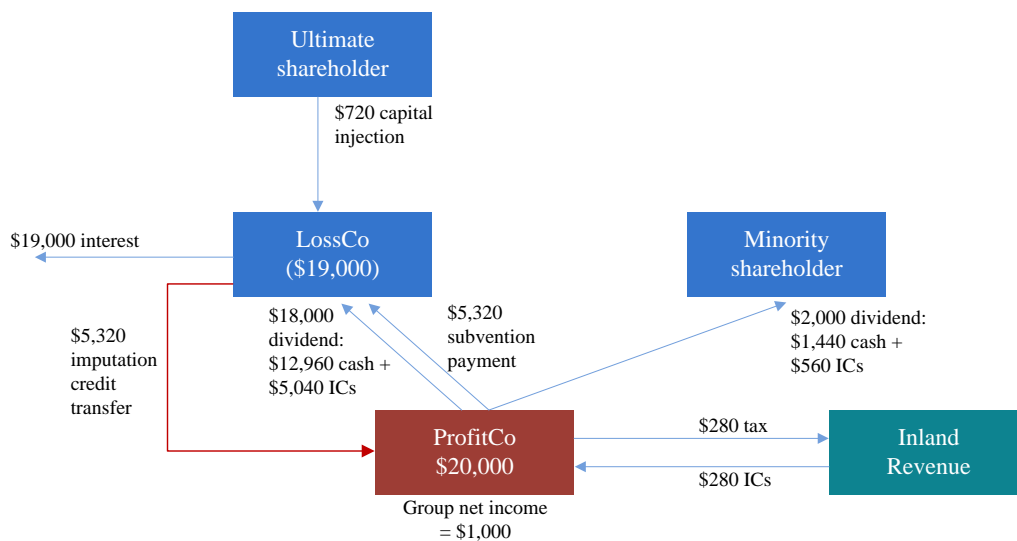 Ultimate
shareholder
$720 capital
injection
$19,000 interest
LossCo
($19,000)
Minority
shareholder
$5,320
imputation
credit
transfer
$18,000
dividend:
$12,960 cash +
$5,040 ICs
$5,320
subvention
payment
$2,000 dividend:
$1,440 cash +
$560 ICs
ProfitCo
$20,000
$280 tax
$280 ICs
Inland
Revenue
Group net income
= $1,000